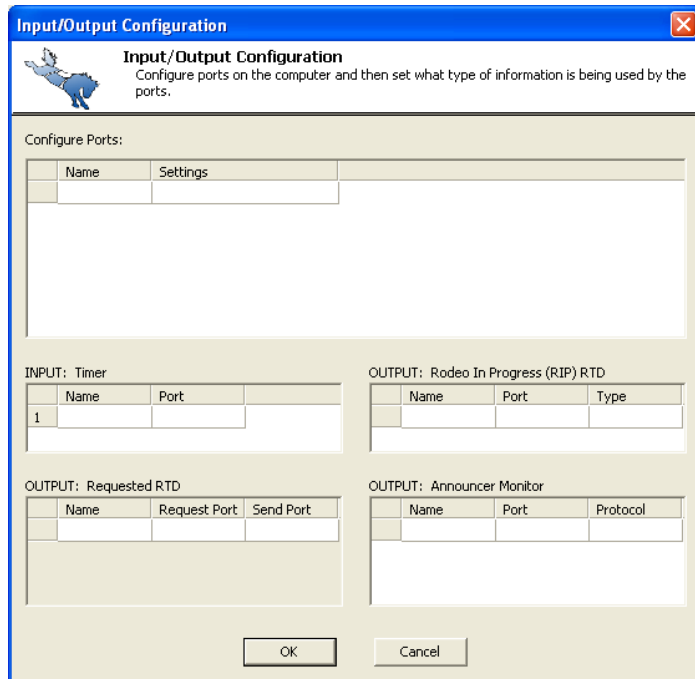 Input/Output Configuration
Input/Output Configuration
Configure ports on the computer and then set what type of information is being used by the
ports.
Configure Ports:
Name Settings
INPUT: Timer
Name Port
1
OUTPUT: Rodeo In Progress (RIP) RTD
Name Port Type
OUTPUT: Requested RTD
Name Request Port Send Port
OUTPUT: Announcer Monitor
Name Port Protocol
OK Cancel